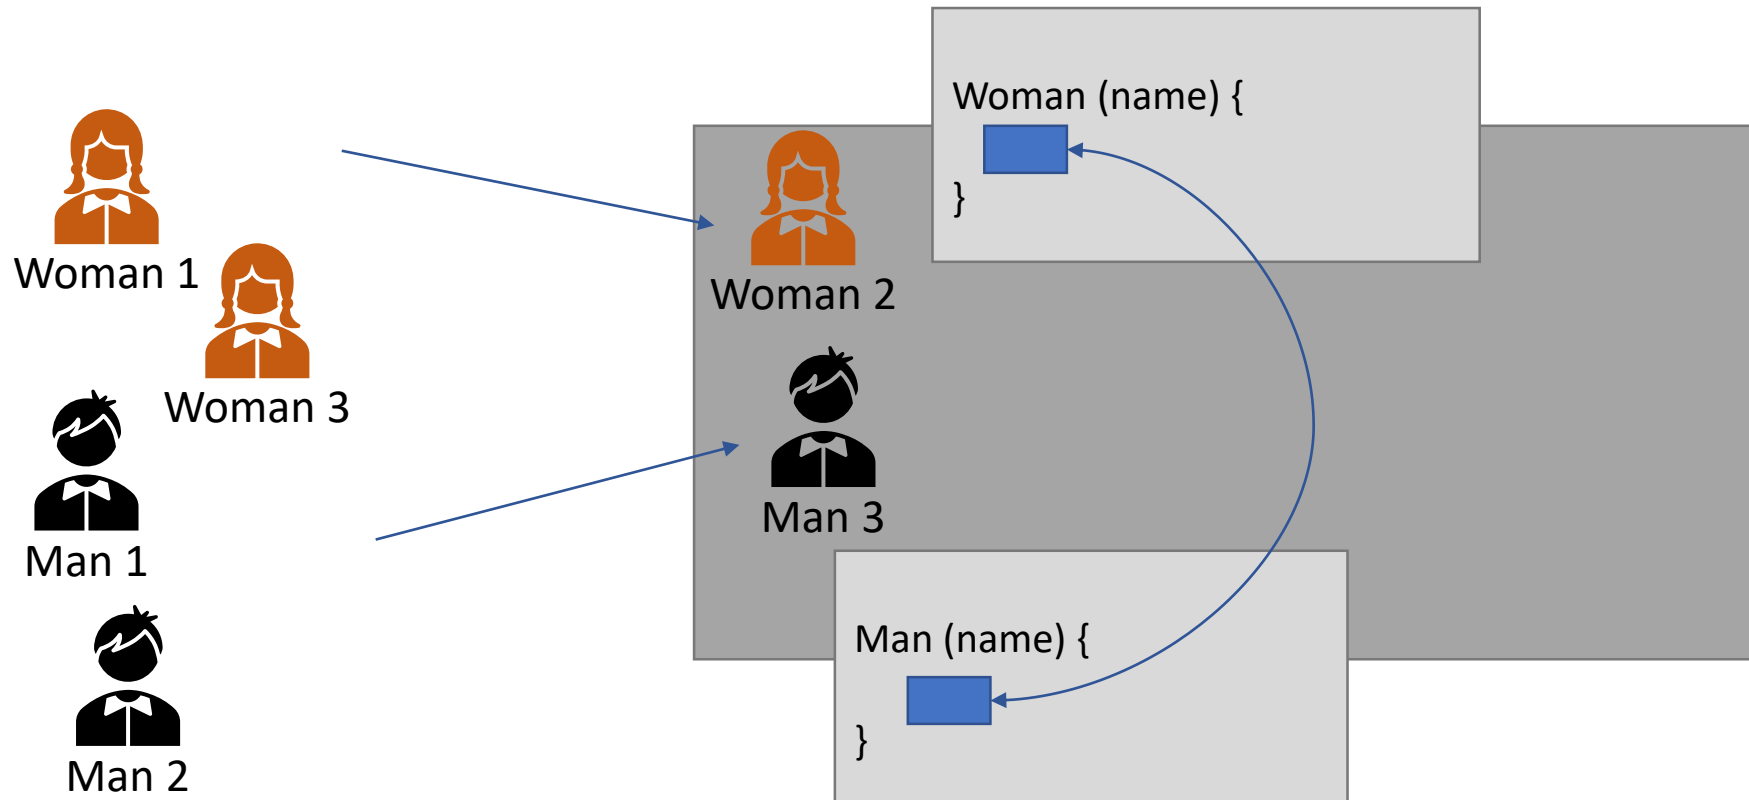 Woman 1
Woman 3
Man 1
Man 2
Woman 2
Man 3
Woman (name) {
}
Man (name) {
}